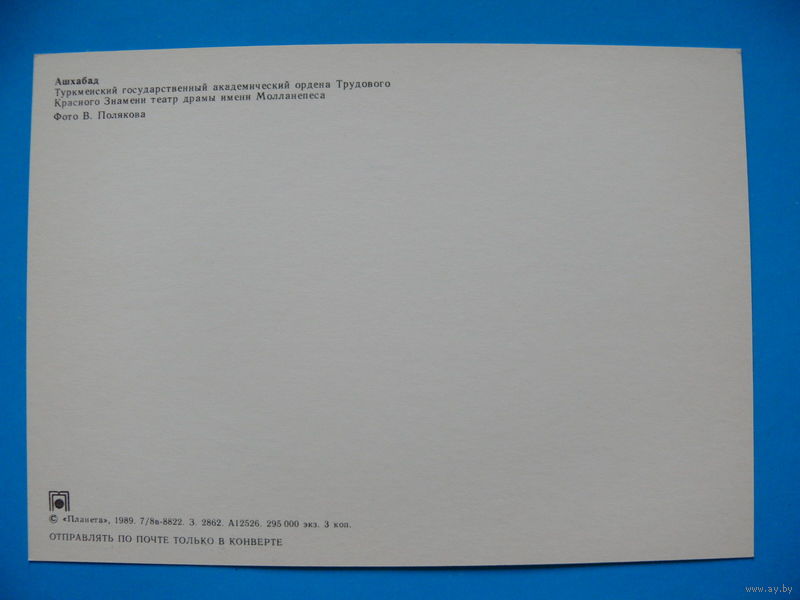 Ашхабад
Туркменский государственный академический ордена Трудового
Красного Знамени театр драмы имени Молланепеса
Фото В. Полякова
© «Планета», 1989. 7/8в-8822. З. 2862. А12526. 295 000 экз. 3 коп.
ОТПРАВЛЯТЬ ПО ПОЧТЕ ТОЛЬКО В КОНВЕРТЕ
www.ay.by